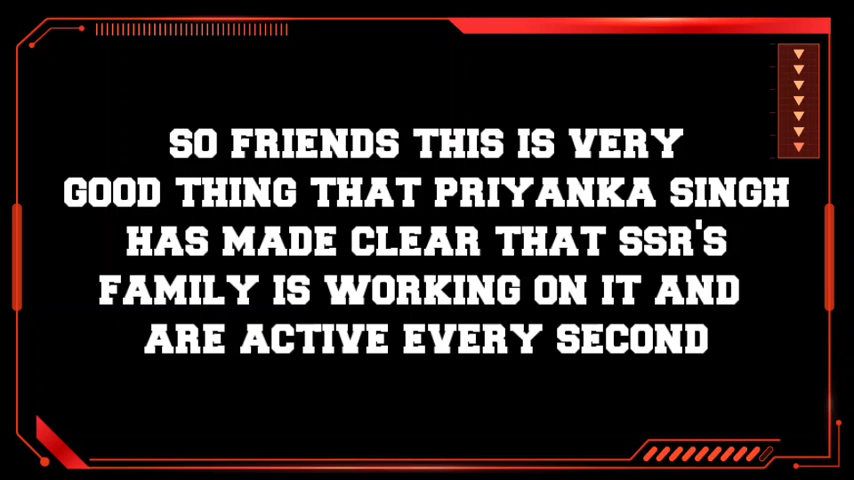 SO FRIENDS THIS IS VERY
GOOD THING THAT PRIYANKA SINGH
HAS MADE CLEAR THAT SSR'S
FAMILY IS WORKING ON IT AND
ARE ACTIVE EVERY SECOND